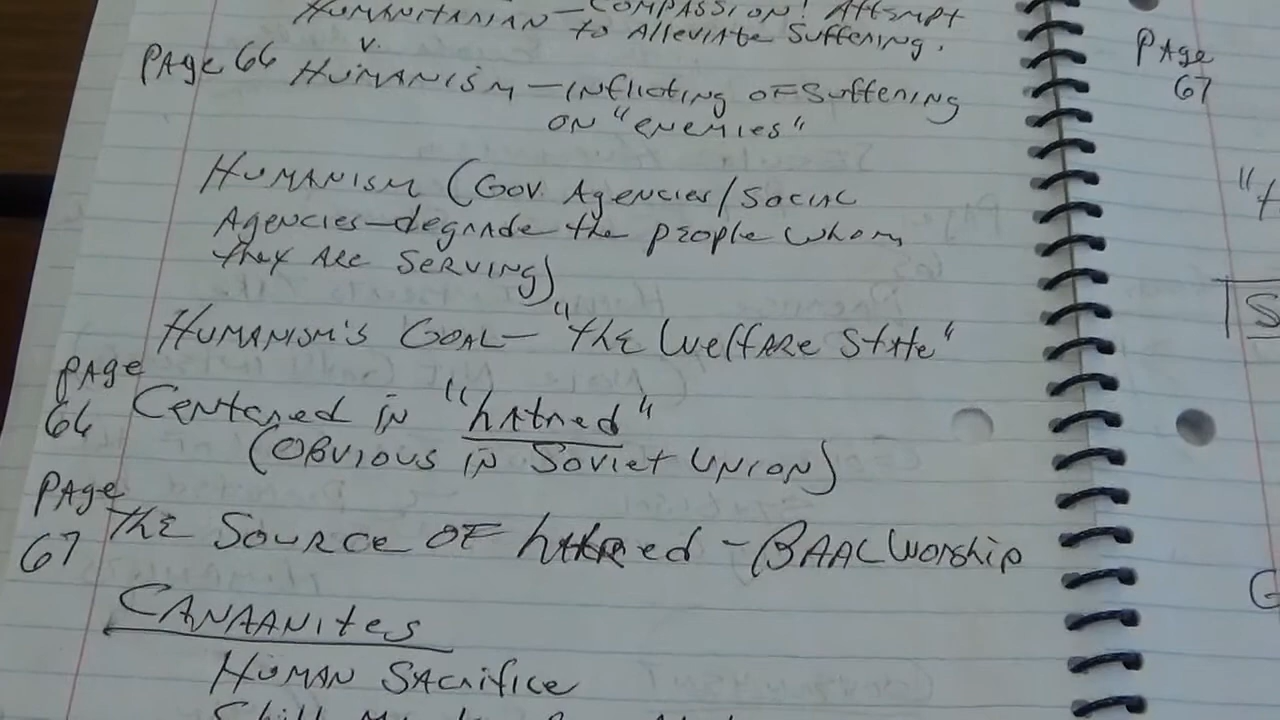 HUMANITARIAN – COMPASSION! Attempt
to Alleviate Suffering.
v.
PAge 66 HUMANISM – INflicting OF Suffering
ON "eNeMies"
HUMANISM (Gov. Agencies/Social
Agencies – degrade the people whom
they Are Serving)
HUMANISM'S GOAL – "the Welfare State"
PAge
66 Centered in "hatred"
(OBVIOUS IN Soviet UNION)
PAge
67 the Source OF hatred – BAAL Worship
CANAANites
HUMAN SAcrifice
PAge
67